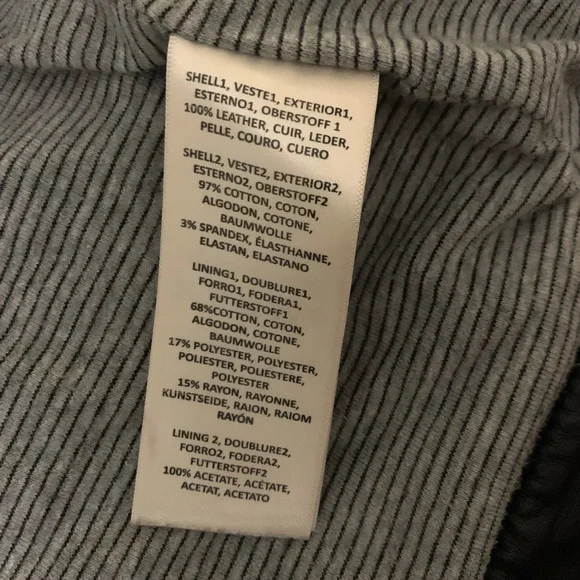 SHELL1, VESTE1, EXTERIOR1,
ESTERNO1, OBERSTOFF 1
100% LEATHER, CUIR, LEDER,
PELLE, COURO, CUERO
SHELL2, VESTE2, EXTERIOR2,
ESTERNO2, OBERSTOFF2
97% COTTON, COTON,
ALGODON, COTONE,
BAUMWOLLE
3% SPANDEX, ÉLASTHANNE,
ELASTAN, ELASTANO
LINING1, DOUBLURE1,
FORRO1, FODERA1,
FUTTERSTOFF1
68%COTTON, COTON,
ALGODON, COTONE,
BAUMWOLLE
17% POLYESTER, POLYESTER,
POLIESTER, POLIESTERE,
POLYESTER
15% RAYON, RAYONNE,
KUNSTSEIDE, RAION, RAIOM
RAYÓN
LINING 2, DOUBLURE2,
FORRO2, FODERA2,
FUTTERSTOFF2
100% ACETATE, ACÉTATE,
ACETAT, ACETATO